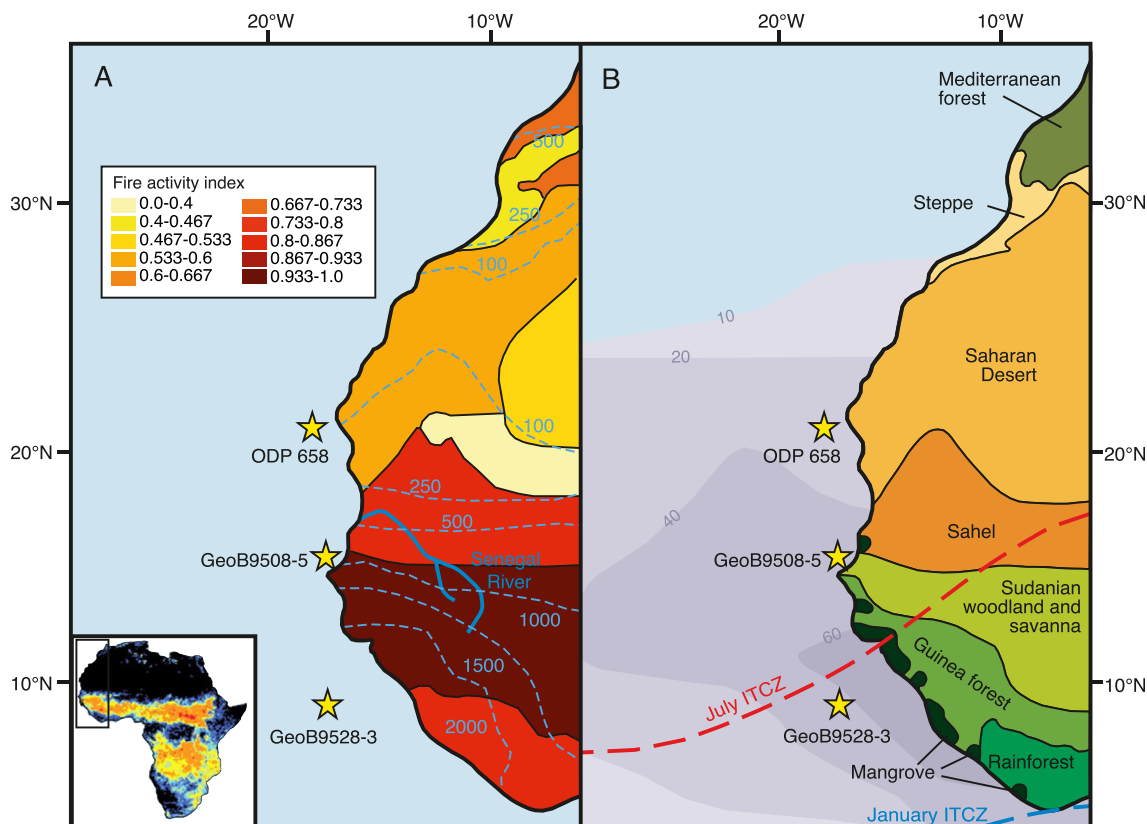 20°W
10°W
20°W
10°W
A
B
Mediterranean
forest
500
Fire activity index
0.0-0.4
0.4-0.467
0.467-0.533
0.533-0.6
0.6-0.667
0.667-0.733
0.733-0.8
0.8-0.867
0.867-0.933
0.933-1.0
30°N
250
Steppe
30°N
100
10
20
Saharan
Desert
100
ODP 658
ODP 658
20°N
20°N
250
500
40
Sahel
GeoB9508-5
Senegal
River
GeoB9508-5
1000
Sudanian
woodland and
savanna
1500
60
Guinea forest
10°N
10°N
2000
July ITCZ
GeoB9528-3
GeoB9528-3
Mangrove
Rainforest
January ITCZ